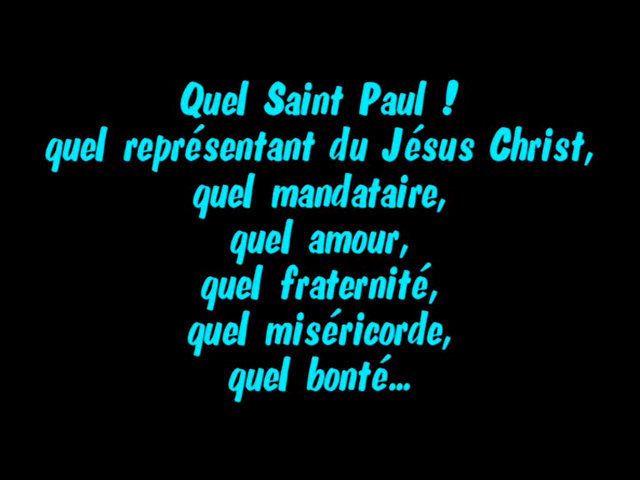 Quel Saint Paul !
quel représentant du Jésus Christ,
quel mandataire,
quel amour,
quel fraternité,
quel miséricorde,
quel bonté...